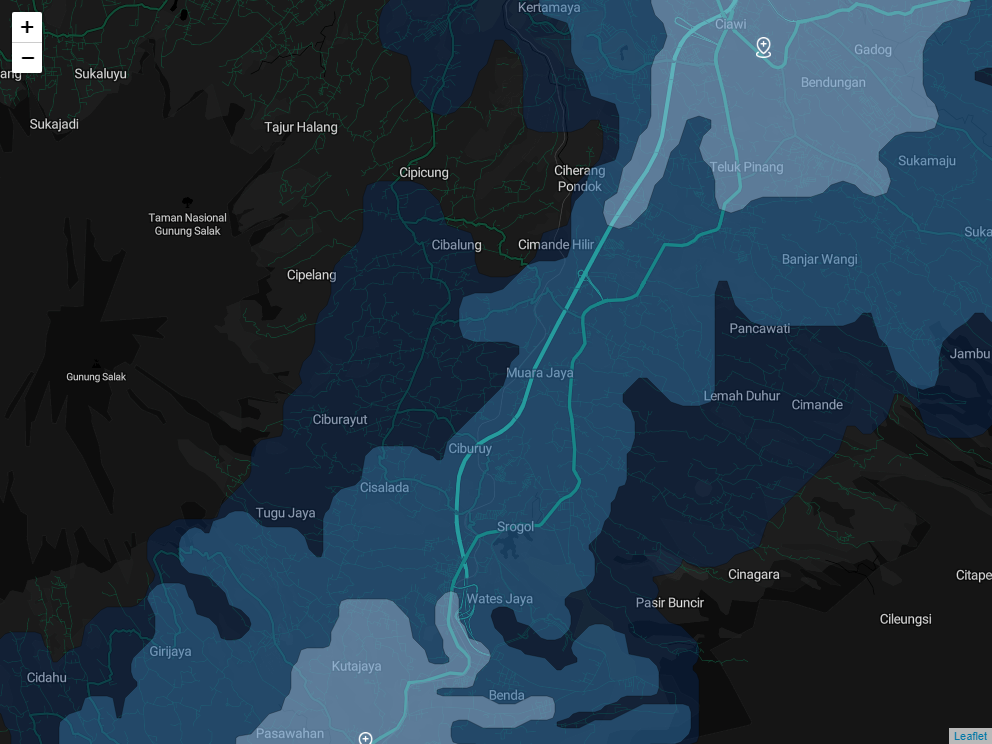 Kertamaya
Ciawi
+
Gadog
ang
Sukaluyu
Bendungan
−
Sukajadi
Tajur Halang
Sukamaju
Teluk Pinang
Cipicung
Ciherang
Pondok
Taman Nasional
Gunung Salak
Suka
Cibalung
Cimande Hilir
Banjar Wangi
Cipelang
Pancawati
Jambu
Muara Jaya
Gunung Salak
Lemah Duhur
Cimande
Ciburayut
Ciburuy
Cisalada
Tugu Jaya
Srogol
Cinagara
Citape
Wates Jaya
Pasir Buncir
Cileungsi
Girijaya
Kutajaya
Cidahu
Benda
Pasawahan
Leaflet